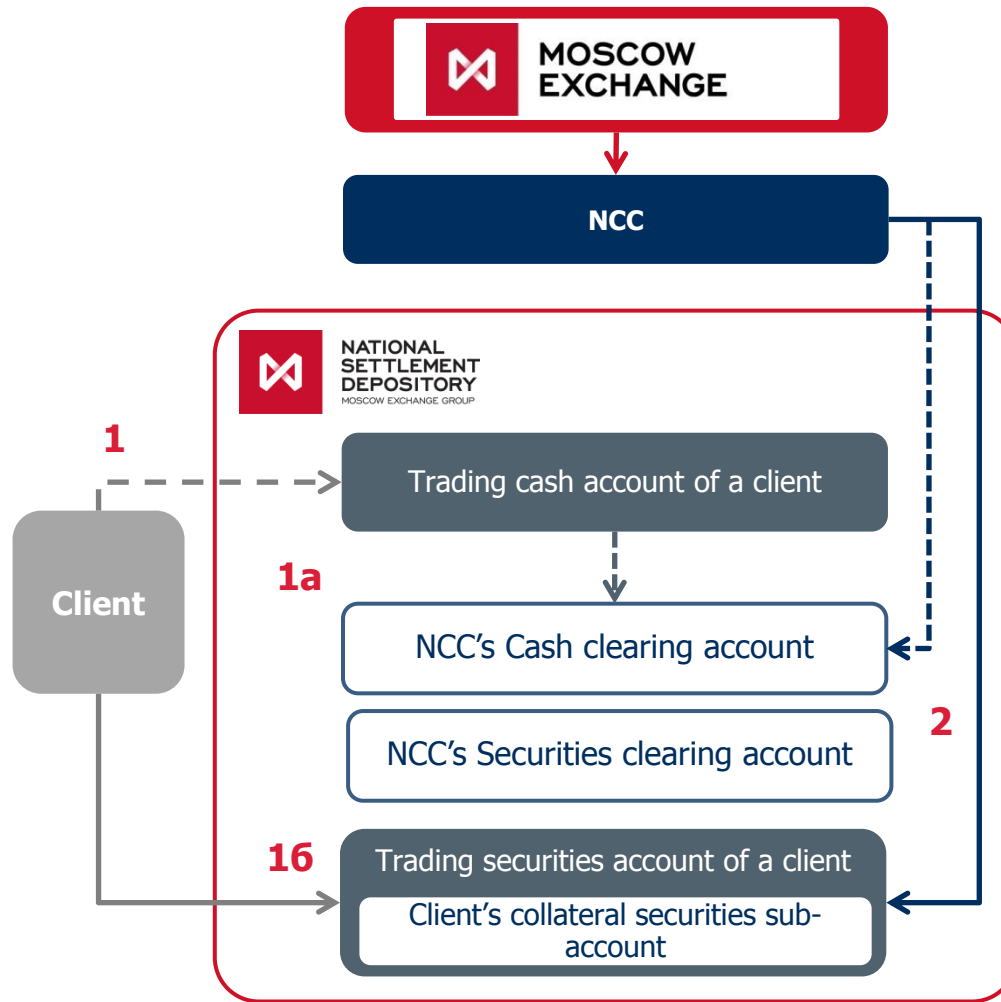 MOSCOW
EXCHANGE
NCC
NATIONAL
SETTLEMENT
DEPOSITORY
MOSCOW EXCHANGE GROUP
1
Trading cash account of a client
1a
Client
NCC’s Cash clearing account
2
NCC’s Securities clearing account
1б
Trading securities account of a client
Client’s collateral securities sub-
account